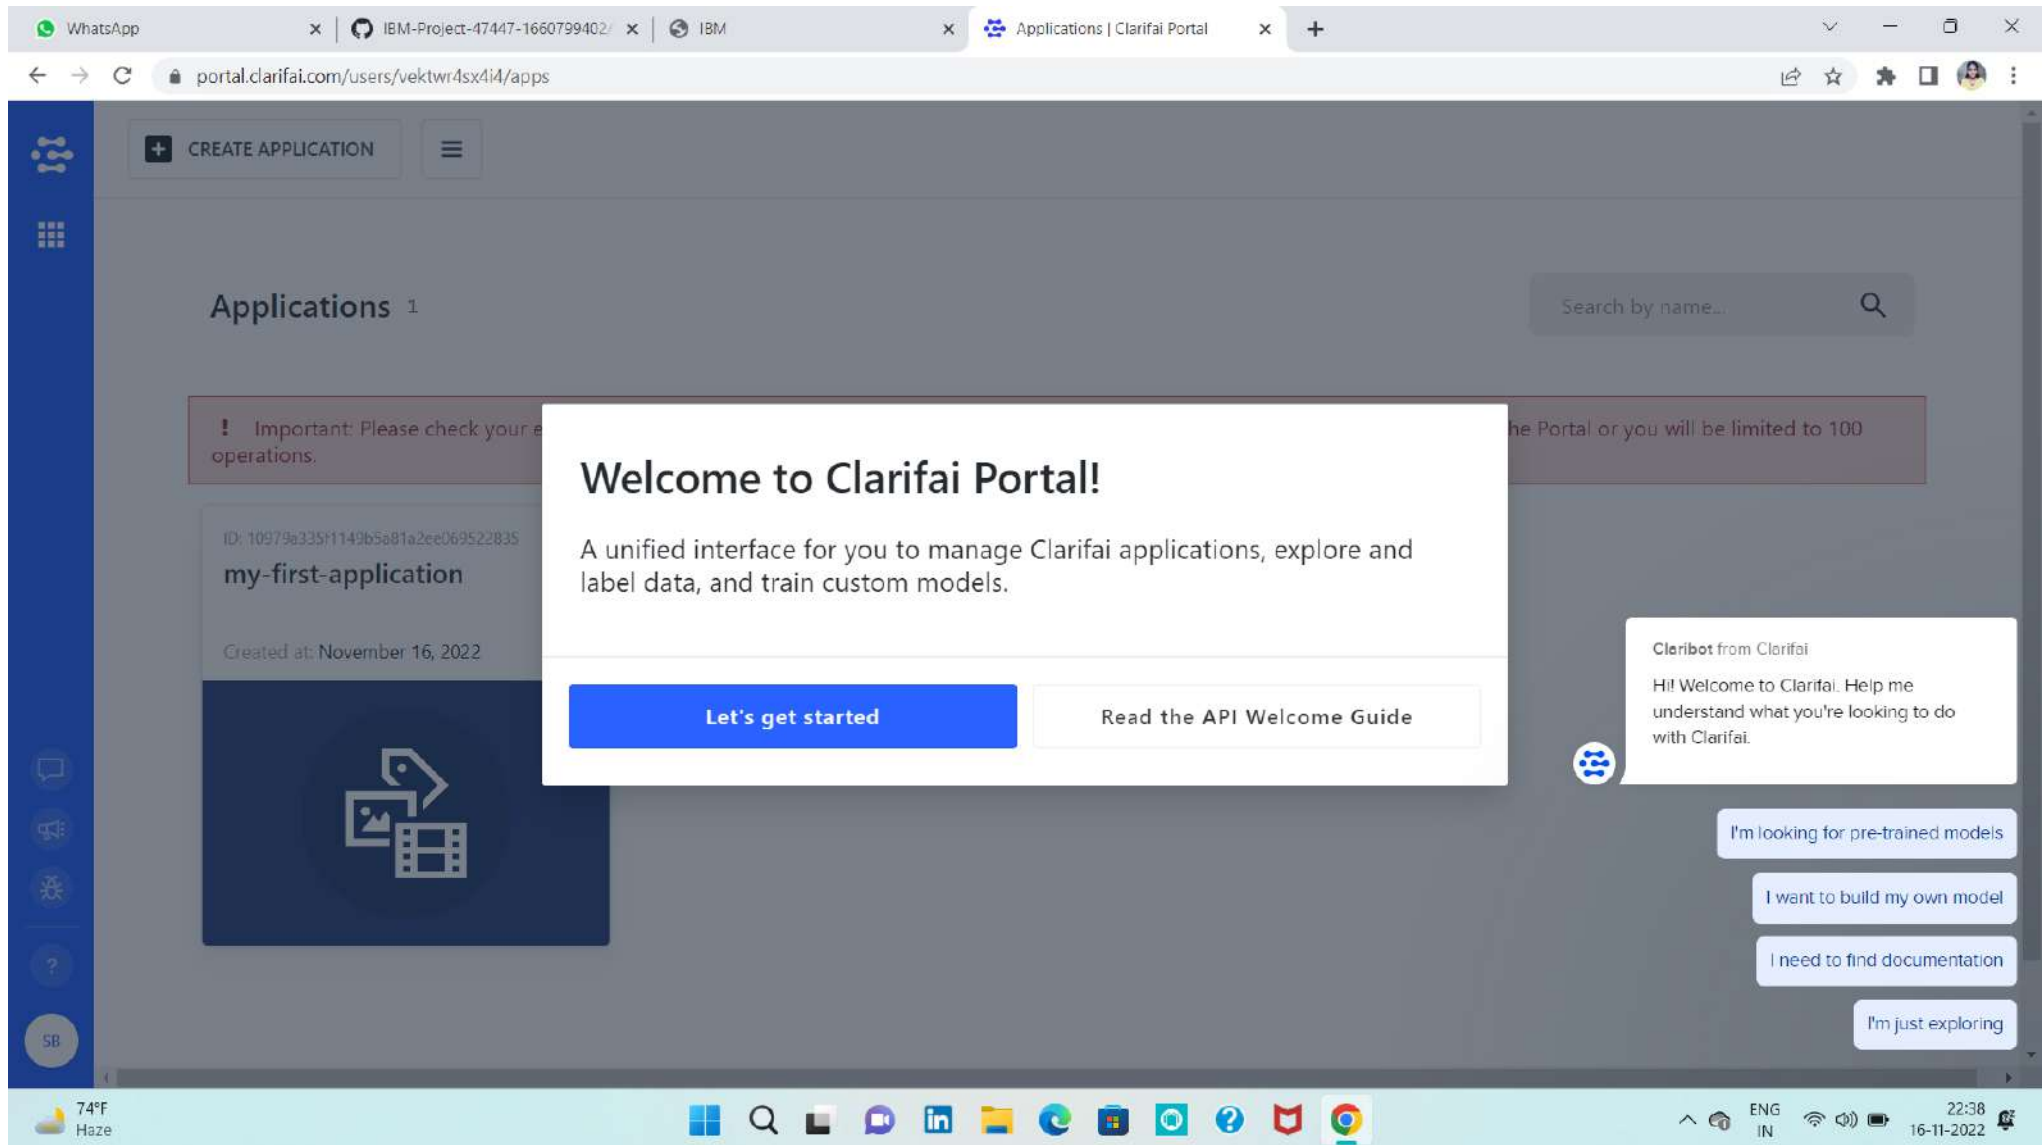 WhatsApp
IBM-Project-47447-1660799402/
IBM
Applications | Clarifai Portal
portal.clarifai.com/users/vektwr4sx4i4/apps
CREATE APPLICATION
Applications 1
Search by name...
! Important: Please check your e
he Portal or you will be limited to 100
operations.
Welcome to Clarifai Portal!
A unified interface for you to manage Clarifai applications, explore and
label data, and train custom models.
Let's get started
Read the API Welcome Guide
ID: 10979a335f1149b5a81a2ee069522835
my-first-application
Created at: November 16, 2022
Claribot from Clarifai
Hi! Welcome to Clarifai. Help me
understand what you're looking to do
with Clarifai.
I'm looking for pre-trained models
I want to build my own model
I need to find documentation
I'm just exploring
SB
74°F
Haze
ENG
IN
22:38
16-11-2022